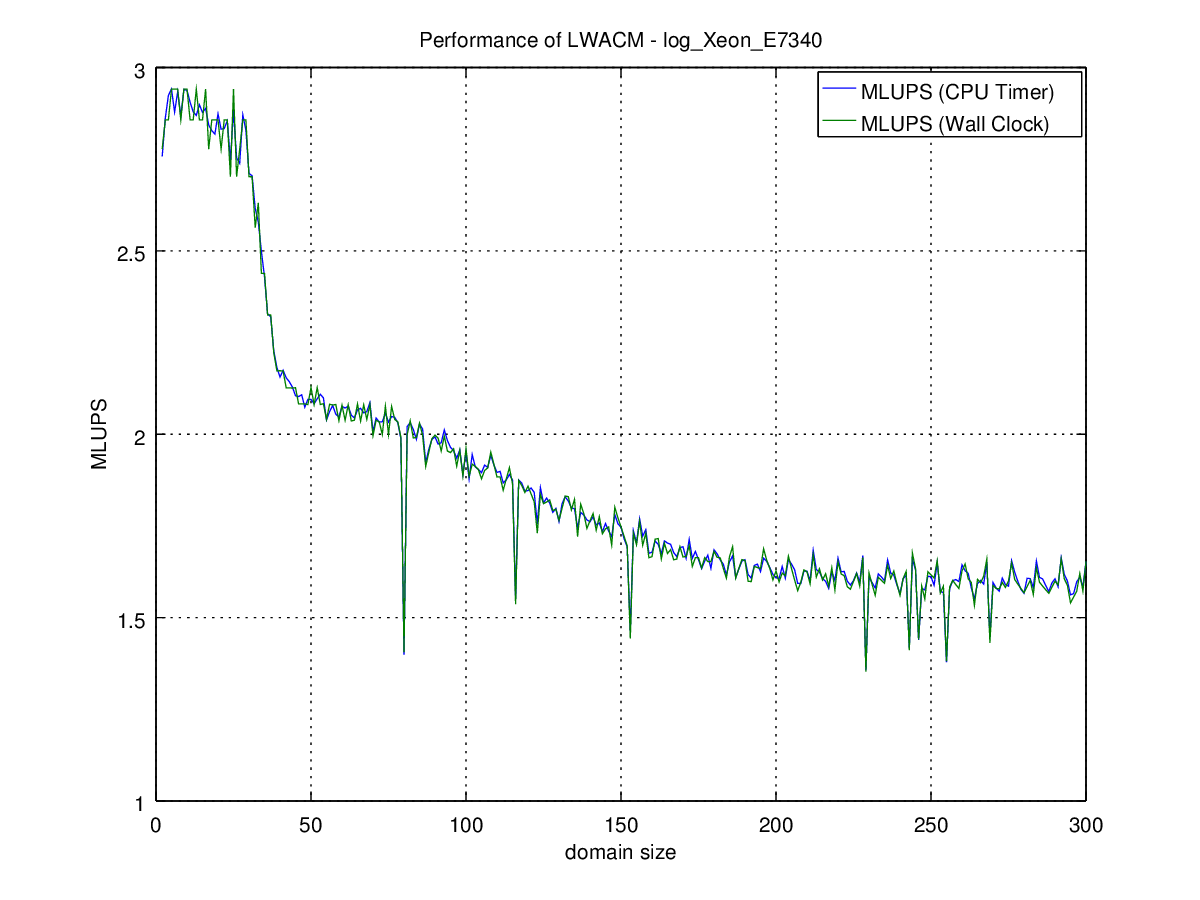 Performance of LWACM - log_Xeon_E7340
3
MLUPS (CPU Timer)
MLUPS (Wall Clock)
2.5
2
1.5
1
MLUPS
0 50 100 150 200 250 300
domain size